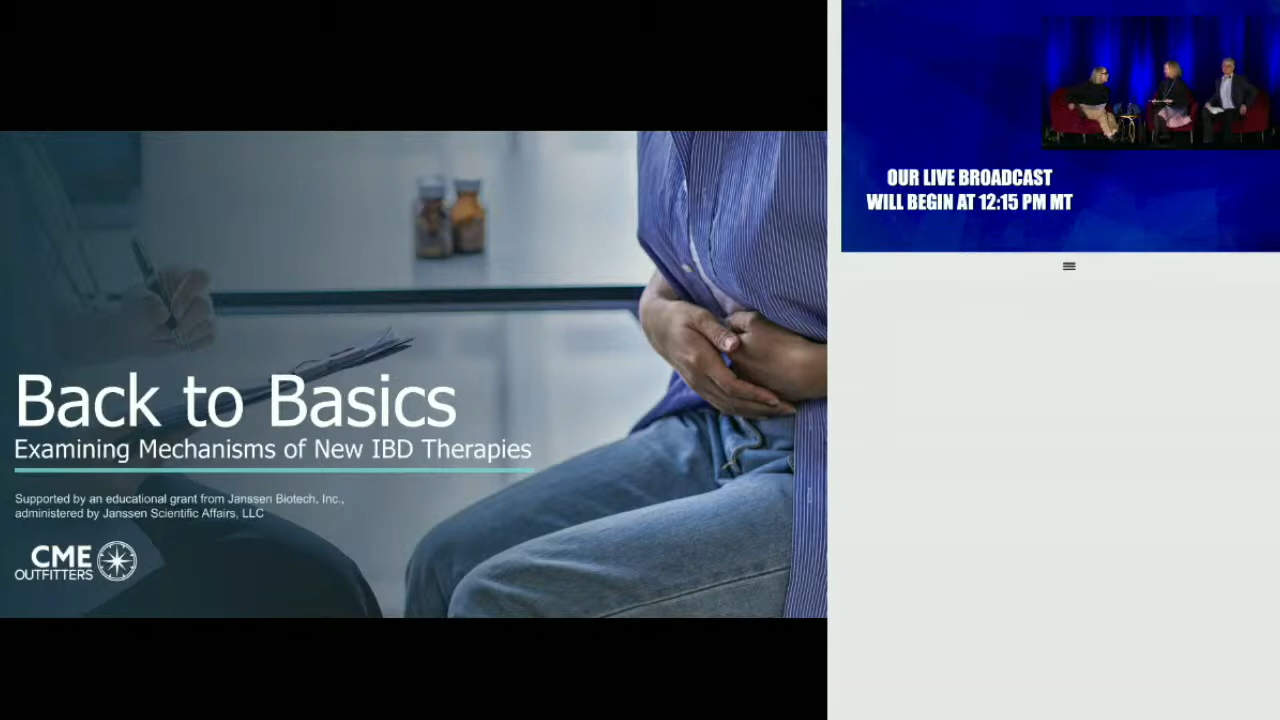 Back to Basics
Examining Mechanisms of New IBD Therapies
Supported by an educational grant from Janssen Biotech, Inc.,
administered by Janssen Scientific Affairs, LLC
CME
OUTFITTERS
OUR LIVE BROADCAST
WILL BEGIN AT 12:15 PM MT